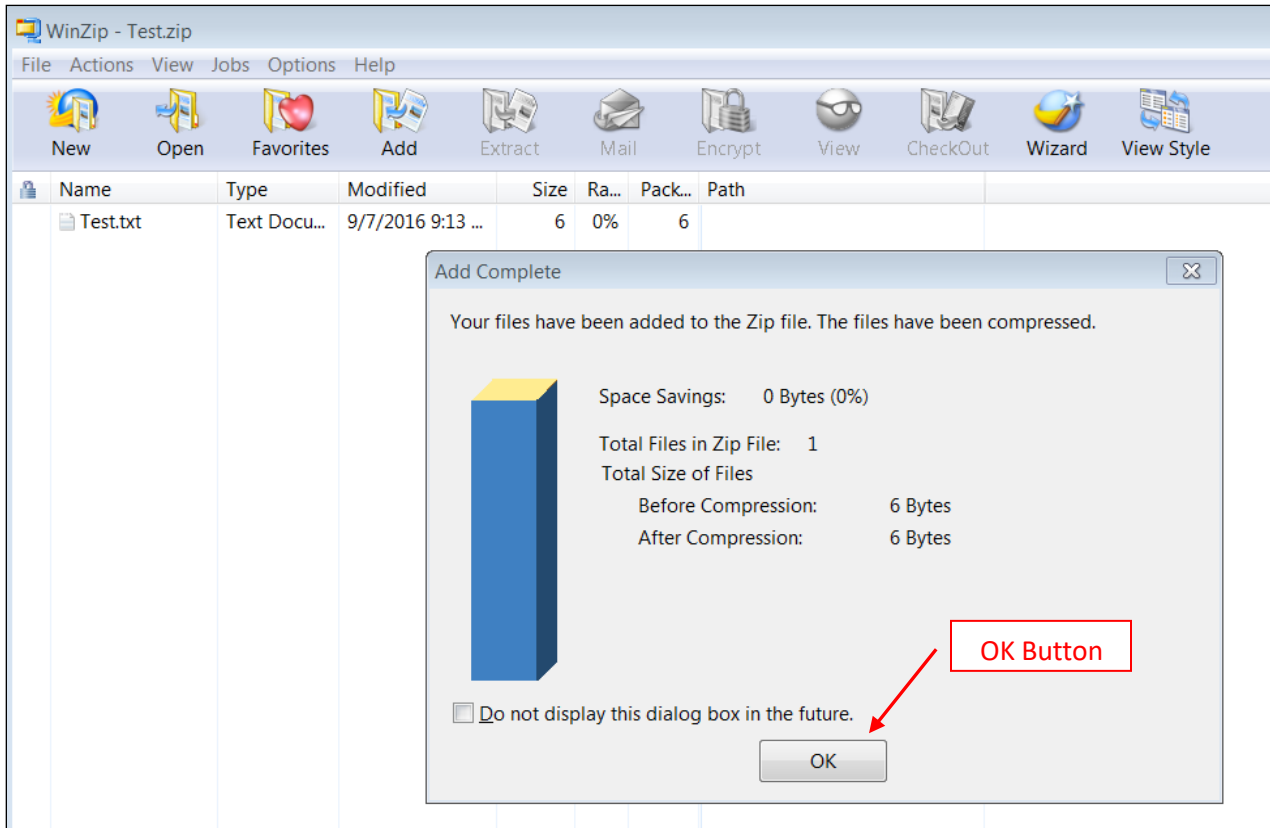 WinZip - Test.zip
File Actions View Jobs Options Help
New Open Favorites Add Extract Mail Encrypt View CheckOut Wizard View Style
Name Type Modified Size Ra... Pack... Path
Test.txt Text Docu... 9/7/2016 9:13 ... 6 0% 6
Add Complete
Your files have been added to the Zip file. The files have been compressed.
Space Savings: 0 Bytes (0%)
Total Files in Zip File: 1
Total Size of Files
Before Compression: 6 Bytes
After Compression: 6 Bytes
OK Button
Do not display this dialog box in the future.
OK